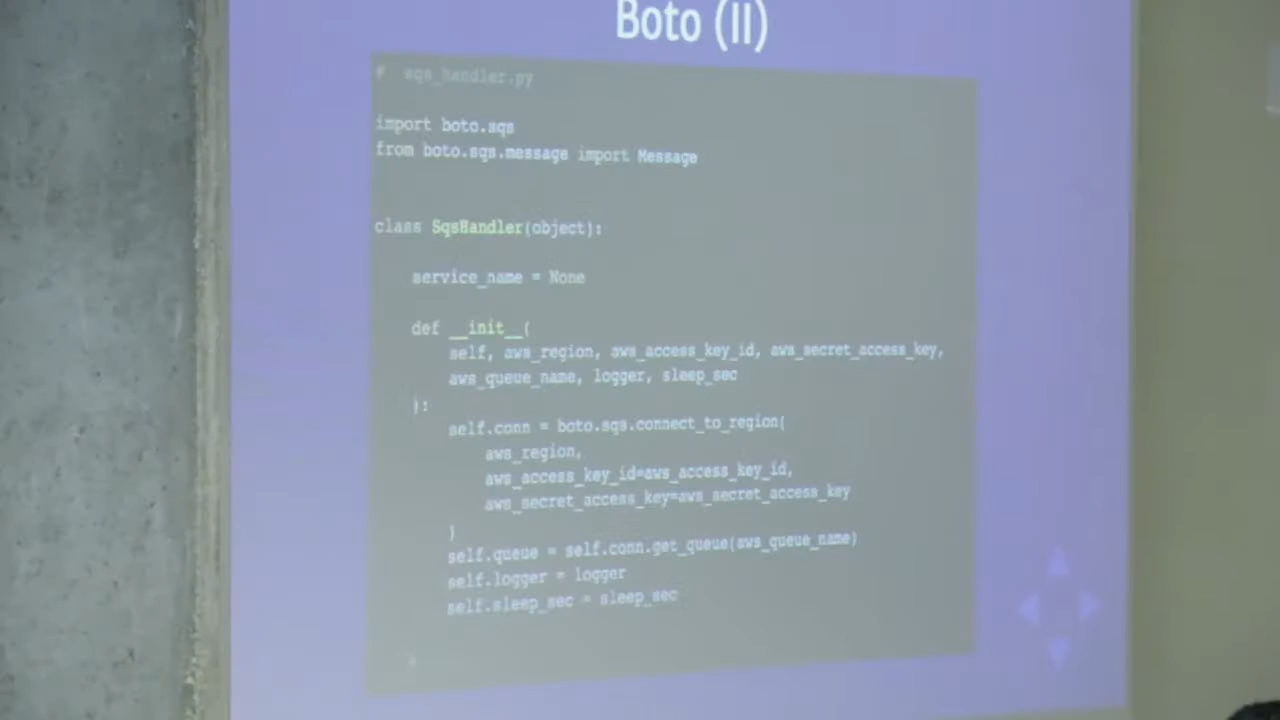 Boto (II)
# sqs_handler.py
import boto.sqs
from boto.sqs.message import Message
class SqsHandler(object):
service_name = None
def __init__(
self, aws_region, aws_access_key_id, aws_secret_access_key,
aws_queue_name, logger, sleep_sec
):
self.conn = boto.sqs.connect_to_region(
aws_region,
aws_access_key_id=aws_access_key_id,
aws_secret_access_key=aws_secret_access_key
)
self.queue = self.conn.get_queue(aws_queue_name)
self.logger = logger
self.sleep_sec = sleep_sec